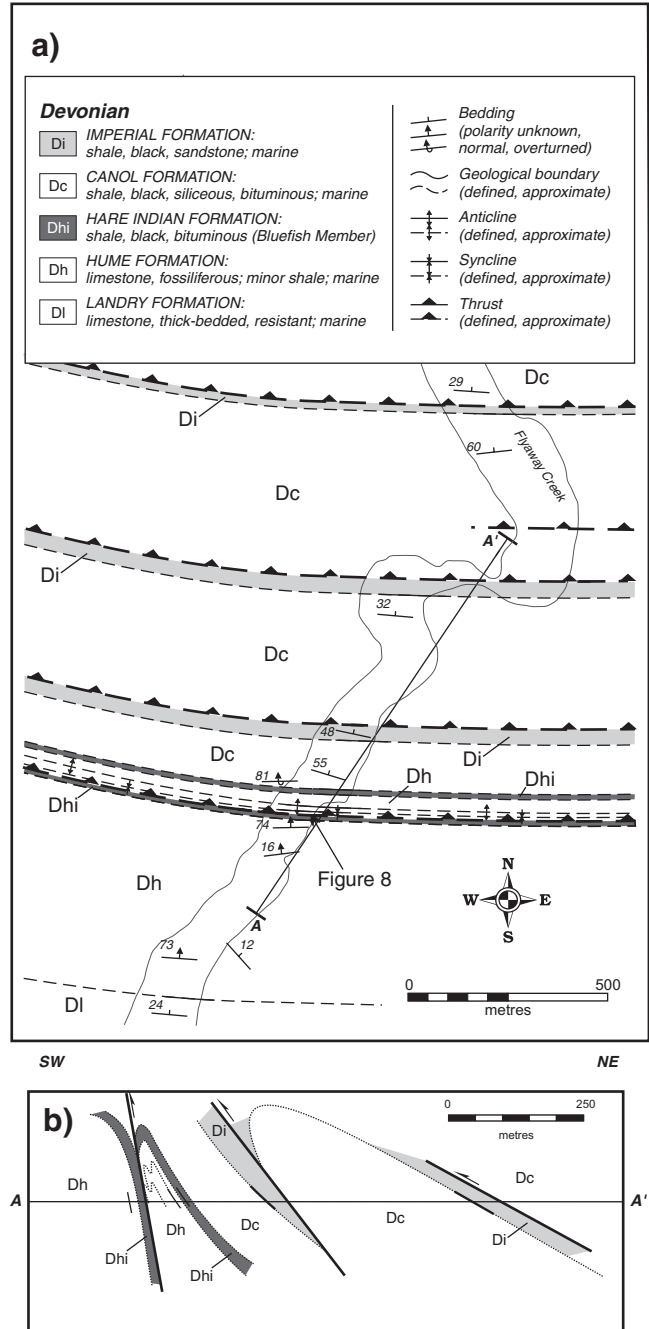 a)
Devonian
Di
IMPERIAL FORMATION:
shale, black, sandstone; marine
Dc
CANOL FORMATION:
shale, black, siliceous, bituminous; marine
Dhi
HARE INDIAN FORMATION:
shale, black, bituminous (Bluefish Member)
Dh
HUME FORMATION:
limestone, fossiliferous; minor shale; marine
Dl
LANDRY FORMATION:
limestone, thick-bedded, resistant; marine
Bedding
(polarity unknown,
normal, overturned)
Geological boundary
(defined, approximate)
Anticline
(defined, approximate)
Syncline
(defined, approximate)
Thrust
(defined, approximate)
29
Dc
Di
60
Flyaway Creek
Dc
A'
Di
32
Dc
48
Di
Dc
55
81
Dh
Dhi
Dhi
74
16
Figure 8
Dh
N
W
E
S
A
73
12
0
500
metres
Dl
24
SW
NE
b)
0
250
metres
Di
Dc
A
Dh
A'
Dh
Dc
Dc
Di
Dhi
Dhi